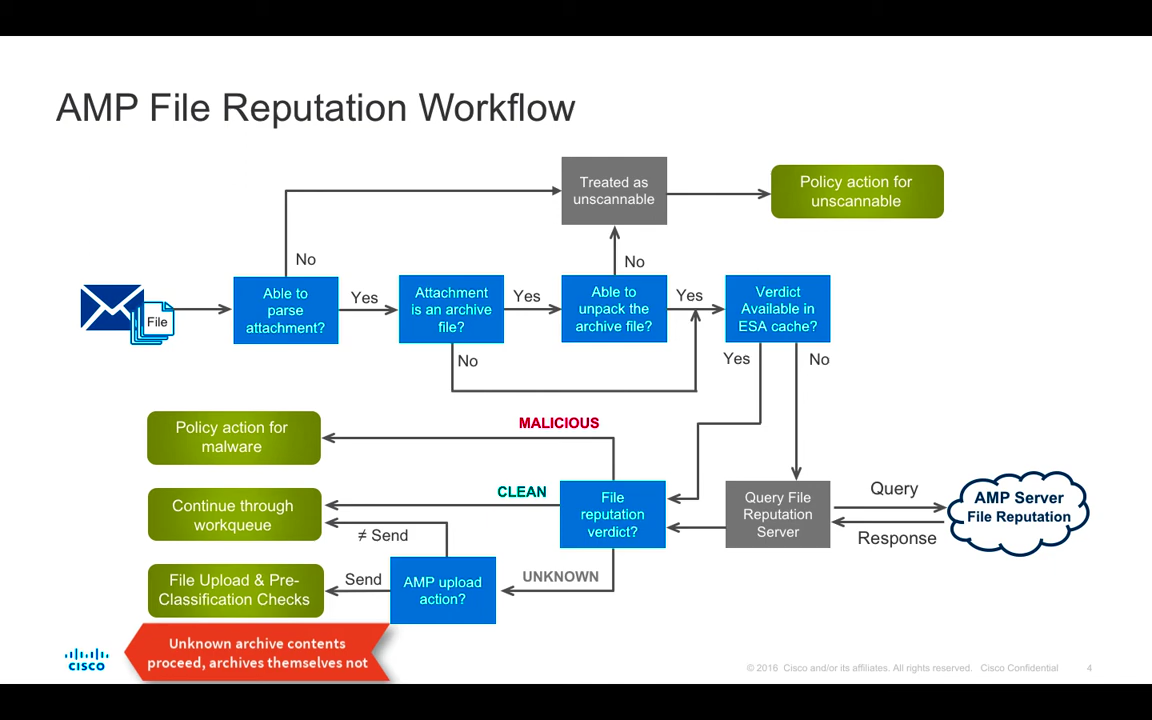 AMP File Reputation Workflow
Treated as
unscannable
Policy action for
unscannable
No
No
File
Able to
parse
attachment?
Yes
Attachment
is an archive
file?
Yes
Able to
unpack the
archive file?
Yes
Verdict
Available in
ESA cache?
No
Yes
No
Policy action for
malware
MALICIOUS
Continue through
workqueue
CLEAN
≠ Send
File
reputation
verdict?
Query File
Reputation
Server
Query
Response
AMP Server
File Reputation
File Upload & Pre-
Classification Checks
Send
AMP upload
action?
UNKNOWN
CISCO
Unknown archive contents
proceed, archives themselves not
© 2016 Cisco and/or its affiliates. All rights reserved. Cisco Confidential
4